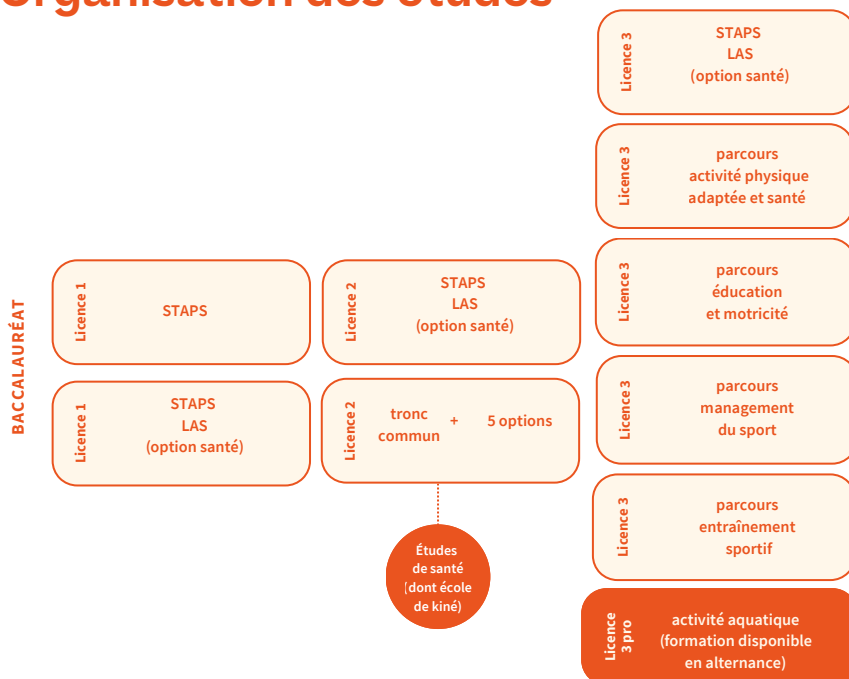 Organisation des études
BACCALAURÉAT
Licence 1
STAPS
Licence 1
STAPS
LAS
(option santé)
Licence 2
STAPS
LAS
(option santé)
Licence 2
tronc
commun
+
5 options
Études
de santé
(dont école
de kiné)
Licence 3
STAPS
LAS
(option santé)
Licence 3
parcours
activité physique
adaptée et santé
Licence 3
parcours
éducation
et motricité
Licence 3
parcours
management
du sport
Licence 3
parcours
entraînement
sportif
Licence
3 pro
activité aquatique
(formation disponible
en alternance)